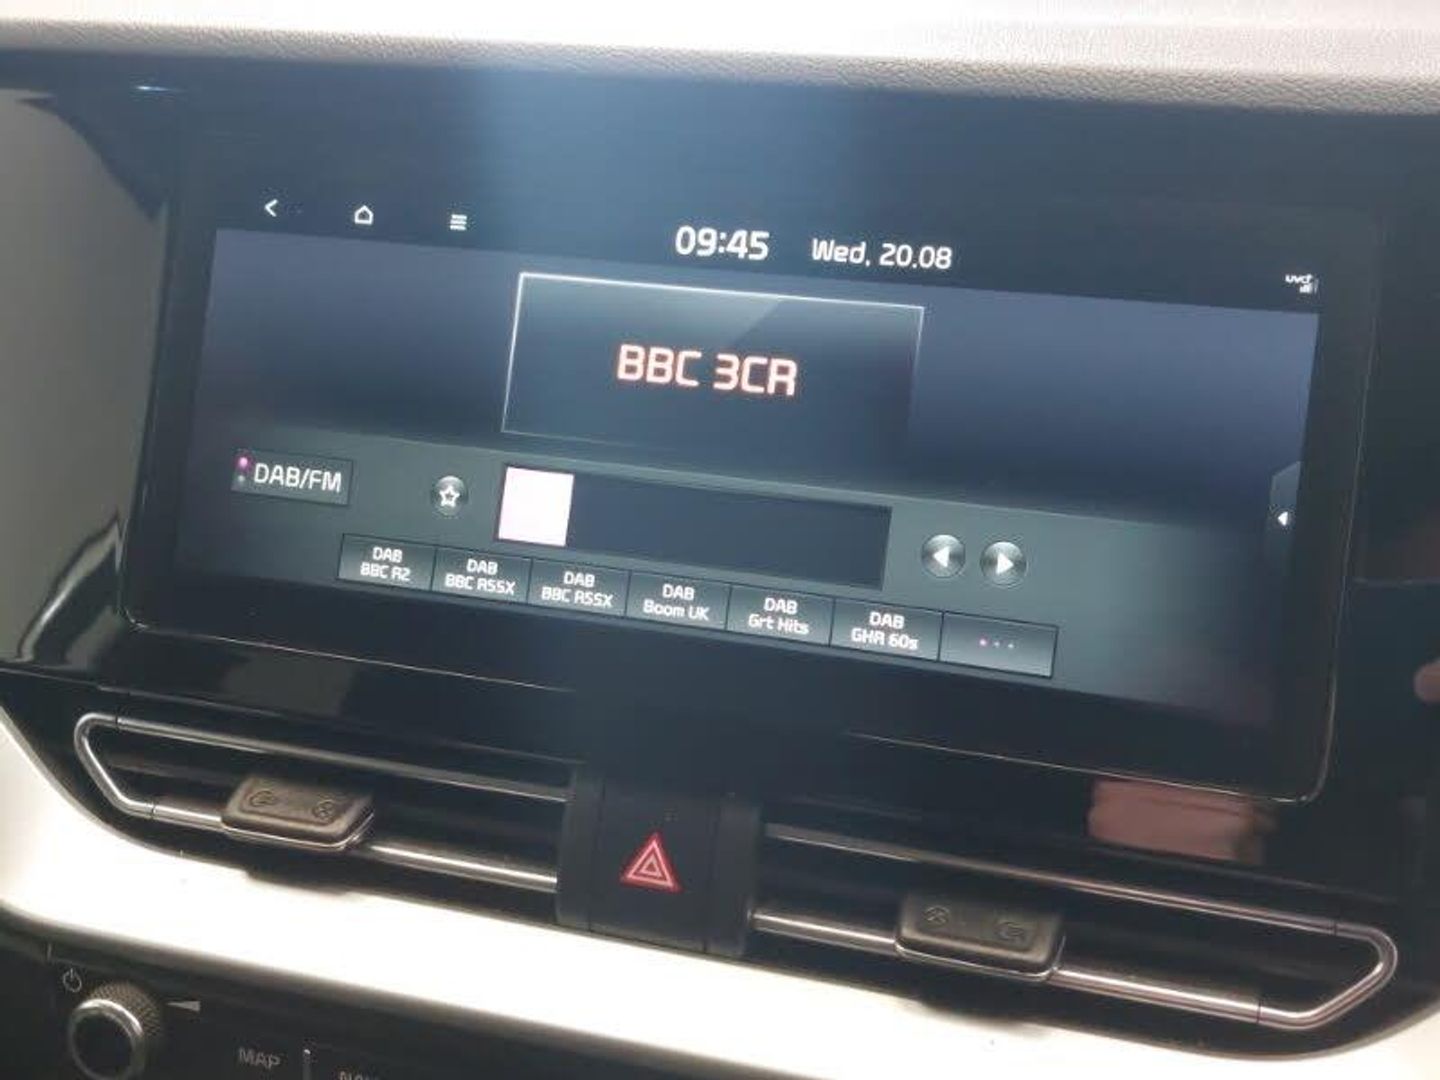 09:45 Wed, 20.08
UVO
BBC 3CR
DAB/FM
DAB
BBC R2
DAB
BBC R5SX
DAB
BBC R5SX
DAB
Boom UK
DAB
Grt Hits
DAB
GHR 60s
MAP